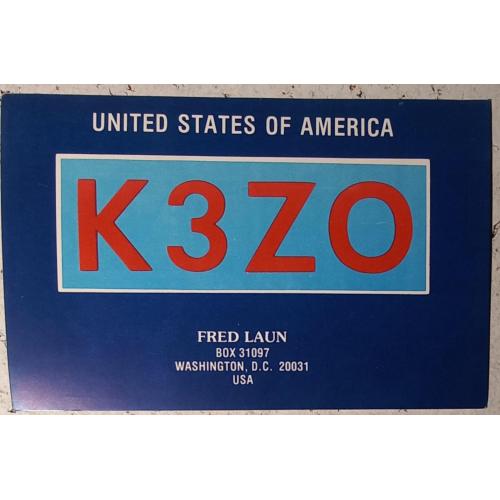 UNITED STATES OF AMERICA
K3ZO
FRED LAUN
BOX 31097
WASHINGTON, D.C. 20031
USA